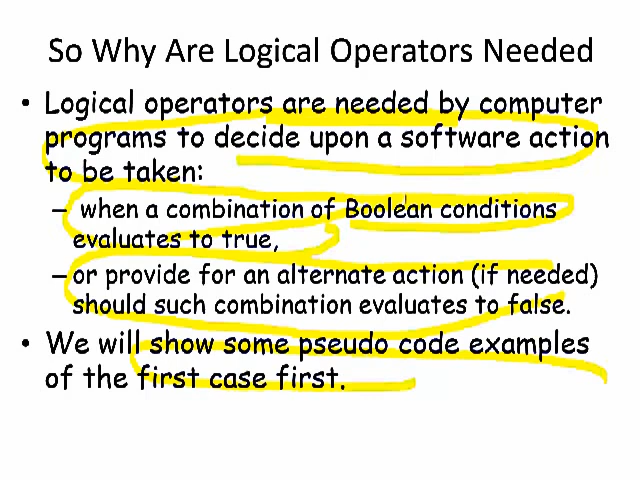 So Why Are Logical Operators Needed
• Logical operators are needed by computer
programs to decide upon a software action
to be taken:
– when a combination of Boolean conditions
evaluates to true,
– or provide for an alternate action (if needed)
should such combination evaluates to false.
• We will show some pseudo code examples
of the first case first.